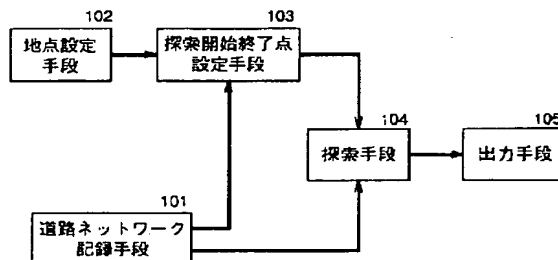 102
地点設定
手段
103
探索開始終了点
設定手段
104
探索手段
105
出力手段
101
道路ネットワーク
記録手段